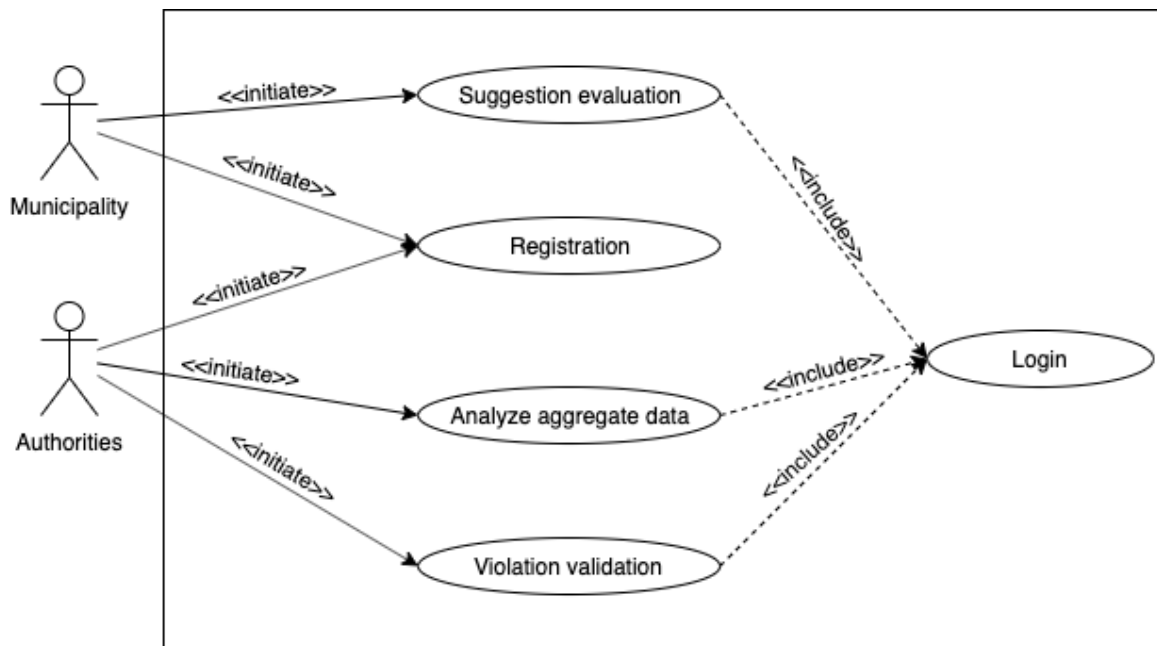 <<initiate>>
Suggestion evaluation
Municipality
<<initiate>>
<<include>>
Registration
<<initiate>>
Authorities
<<initiate>>
Analyze aggregate data
<<include>>
Login
<<initiate>>
<<include>>
Violation validation